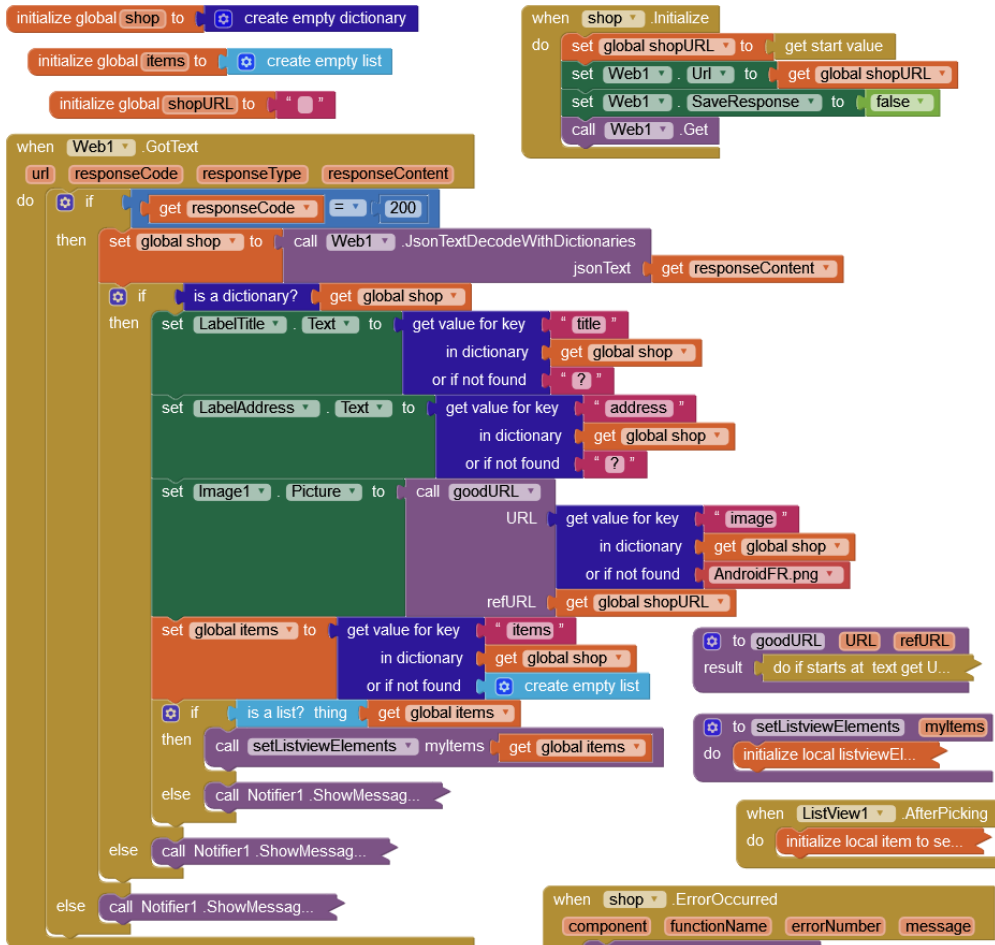 initialize global shop to create empty dictionary
initialize global items to create empty list
initialize global shopURL to “ ”
when shop .Initialize
do set global shopURL to get start value
set Web1 . Url to get global shopURL
set Web1 . SaveResponse to false
call Web1 .Get
when Web1 .GotText
url responseCode responseType responseContent
do if get responseCode = 200
then set global shop to call Web1 .JsonTextDecodeWithDictionaries
jsonText get responseContent
if is a dictionary? get global shop
then set LabelTitle . Text to get value for key “ title ”
in dictionary get global shop
or if not found “ ? ”
set LabelAddress . Text to get value for key “ address ”
in dictionary get global shop
or if not found “ ? ”
set Image1 . Picture to call goodURL
URL get value for key “ image ”
in dictionary get global shop
or if not found AndroidFR.png
refURL get global shopURL
set global items to get value for key “ items ”
in dictionary get global shop
or if not found create empty list
if is a list? thing get global items
then call setListviewElements myItems get global items
else call Notifier1 .ShowMessag...
else call Notifier1 .ShowMessag...
else call Notifier1 .ShowMessag...
to goodURL URL refURL
result do if starts at text get U...
to setListviewElements myItems
do initialize local listviewEl...
when ListView1 .AfterPicking
do initialize local item to se...
when shop .ErrorOccurred
component functionName errorNumber message